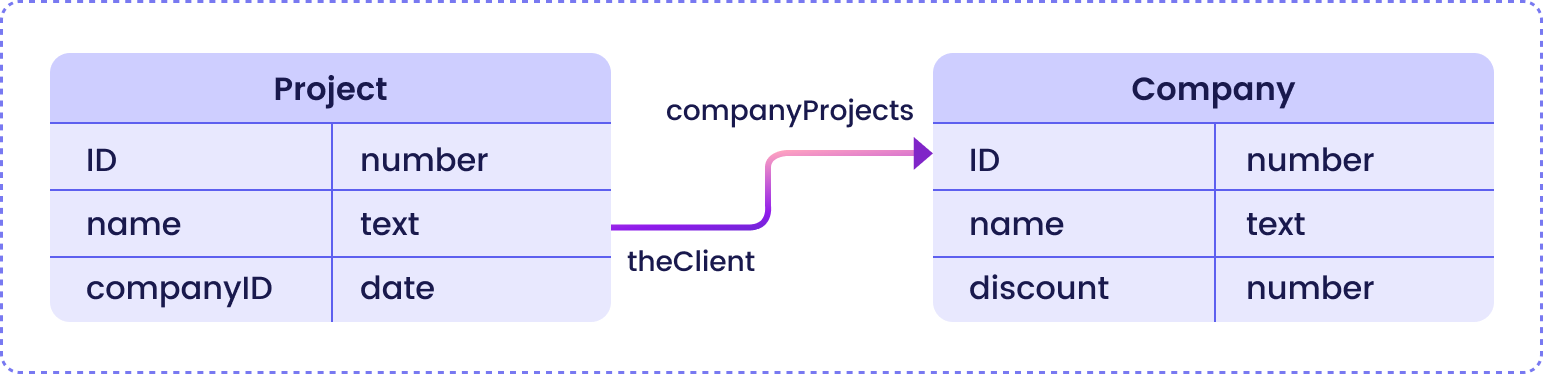 Project
ID number
name text
companyID date
companyProjects
theClient
Company
ID number
name text
discount number